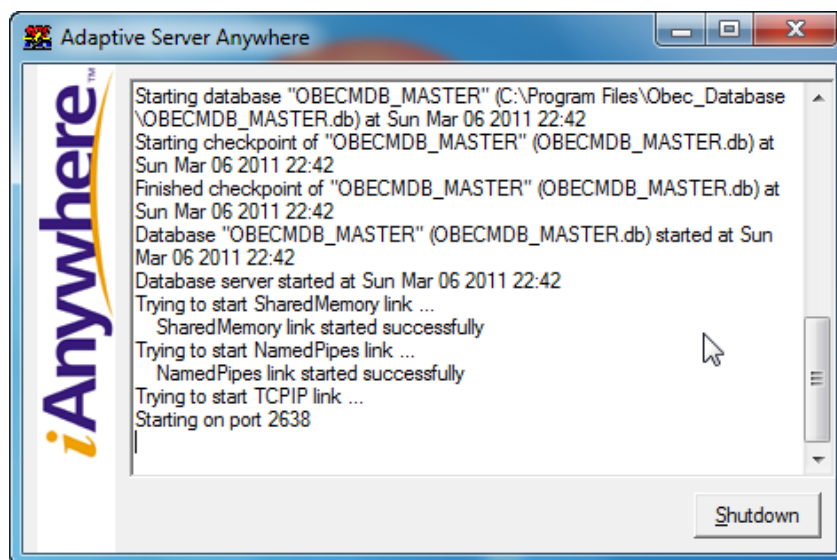 Adaptive Server Anywhere
iAnywhere™
Starting database "OBECMDB_MASTER" (C:\Program Files\Obec_Database
\OBECMDB_MASTER.db) at Sun Mar 06 2011 22:42
Starting checkpoint of "OBECMDB_MASTER" (OBECMDB_MASTER.db) at
Sun Mar 06 2011 22:42
Finished checkpoint of "OBECMDB_MASTER" (OBECMDB_MASTER.db) at
Sun Mar 06 2011 22:42
Database "OBECMDB_MASTER" (OBECMDB_MASTER.db) started at Sun
Mar 06 2011 22:42
Database server started at Sun Mar 06 2011 22:42
Trying to start SharedMemory link ...
SharedMemory link started successfully
Trying to start NamedPipes link ...
NamedPipes link started successfully
Trying to start TCPIP link ...
Starting on port 2638
Shutdown